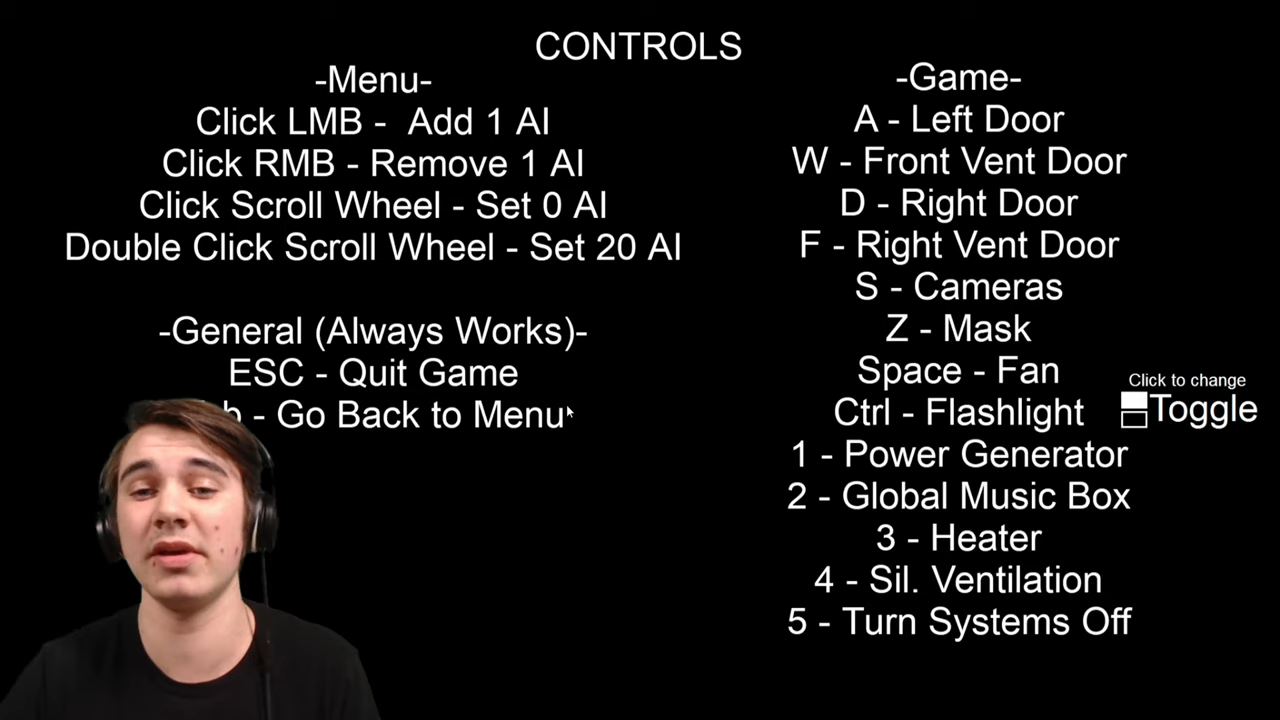 CONTROLS
-Menu-
Click LMB -  Add 1 AI
Click RMB - Remove 1 AI
Click Scroll Wheel - Set 0 AI
Double Click Scroll Wheel - Set 20 AI
-General (Always Works)-
ESC - Quit Game
- Go Back to Menu
-Game-
A - Left Door
W - Front Vent Door
D - Right Door
F - Right Vent Door
S - Cameras
Z - Mask
Space - Fan
Ctrl - Flashlight
Click to change
Toggle
1 - Power Generator
2 - Global Music Box
3 - Heater
4 - Sil. Ventilation
5 - Turn Systems Off